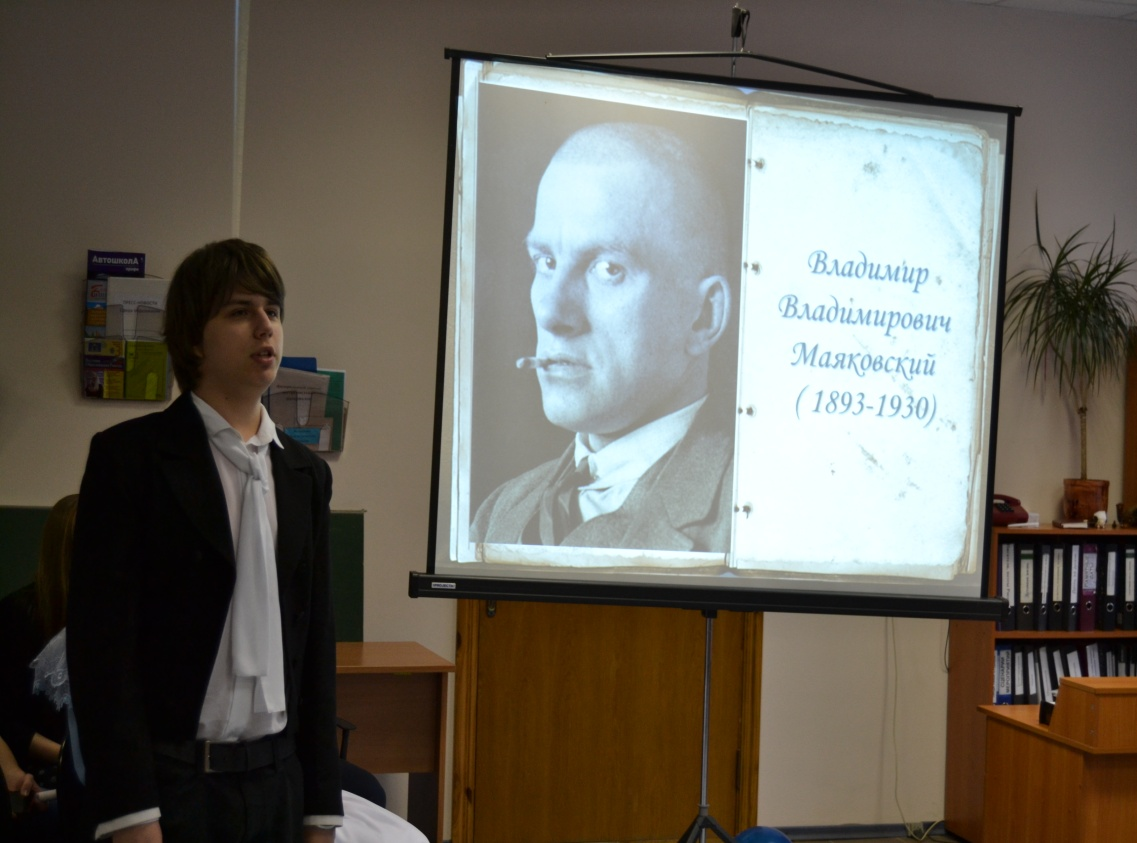 АвтошколА
Владимир
Владимирович
Маяковский
( 1893-1930)